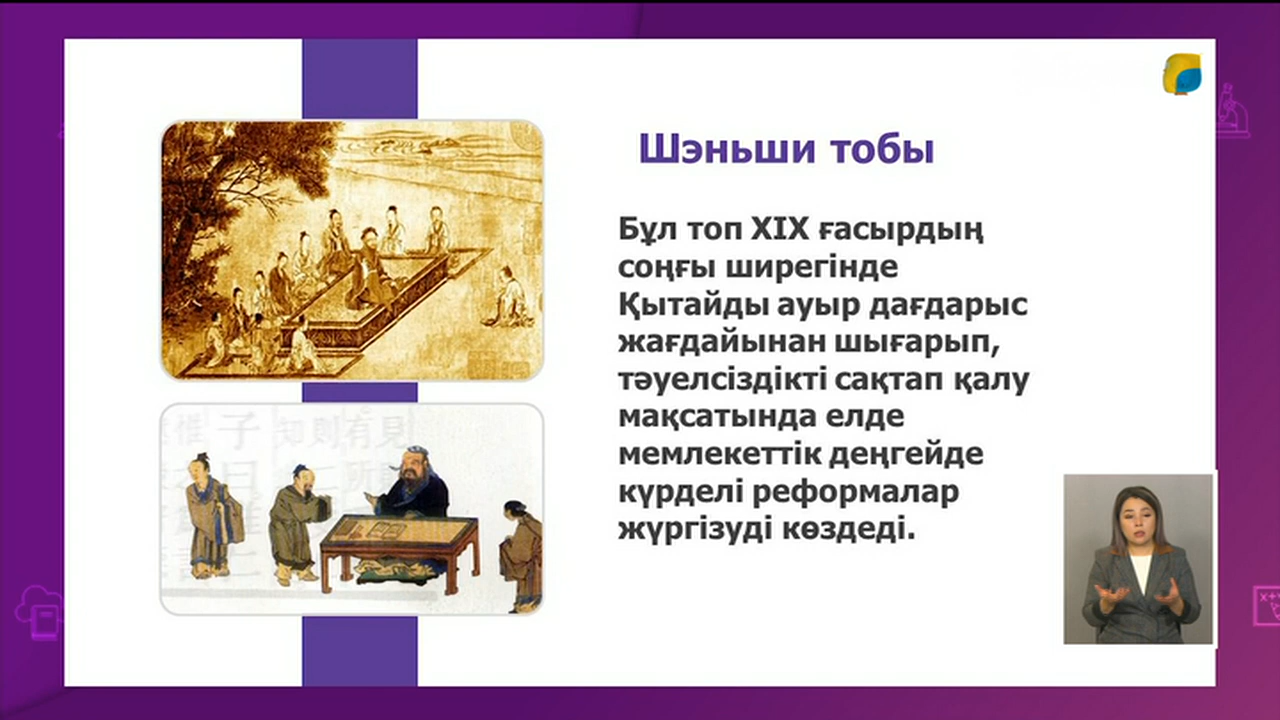 Шэньши тобы
Бұл топ XIX ғасырдың
соңғы ширегінде
Қытайды ауыр дағдарыс
жағдайынан шығарып,
тәуелсіздікті сақтап қалу
мақсатында елде
мемлекеттік деңгейде
күрделі реформалар
жүргізуді көздеді.